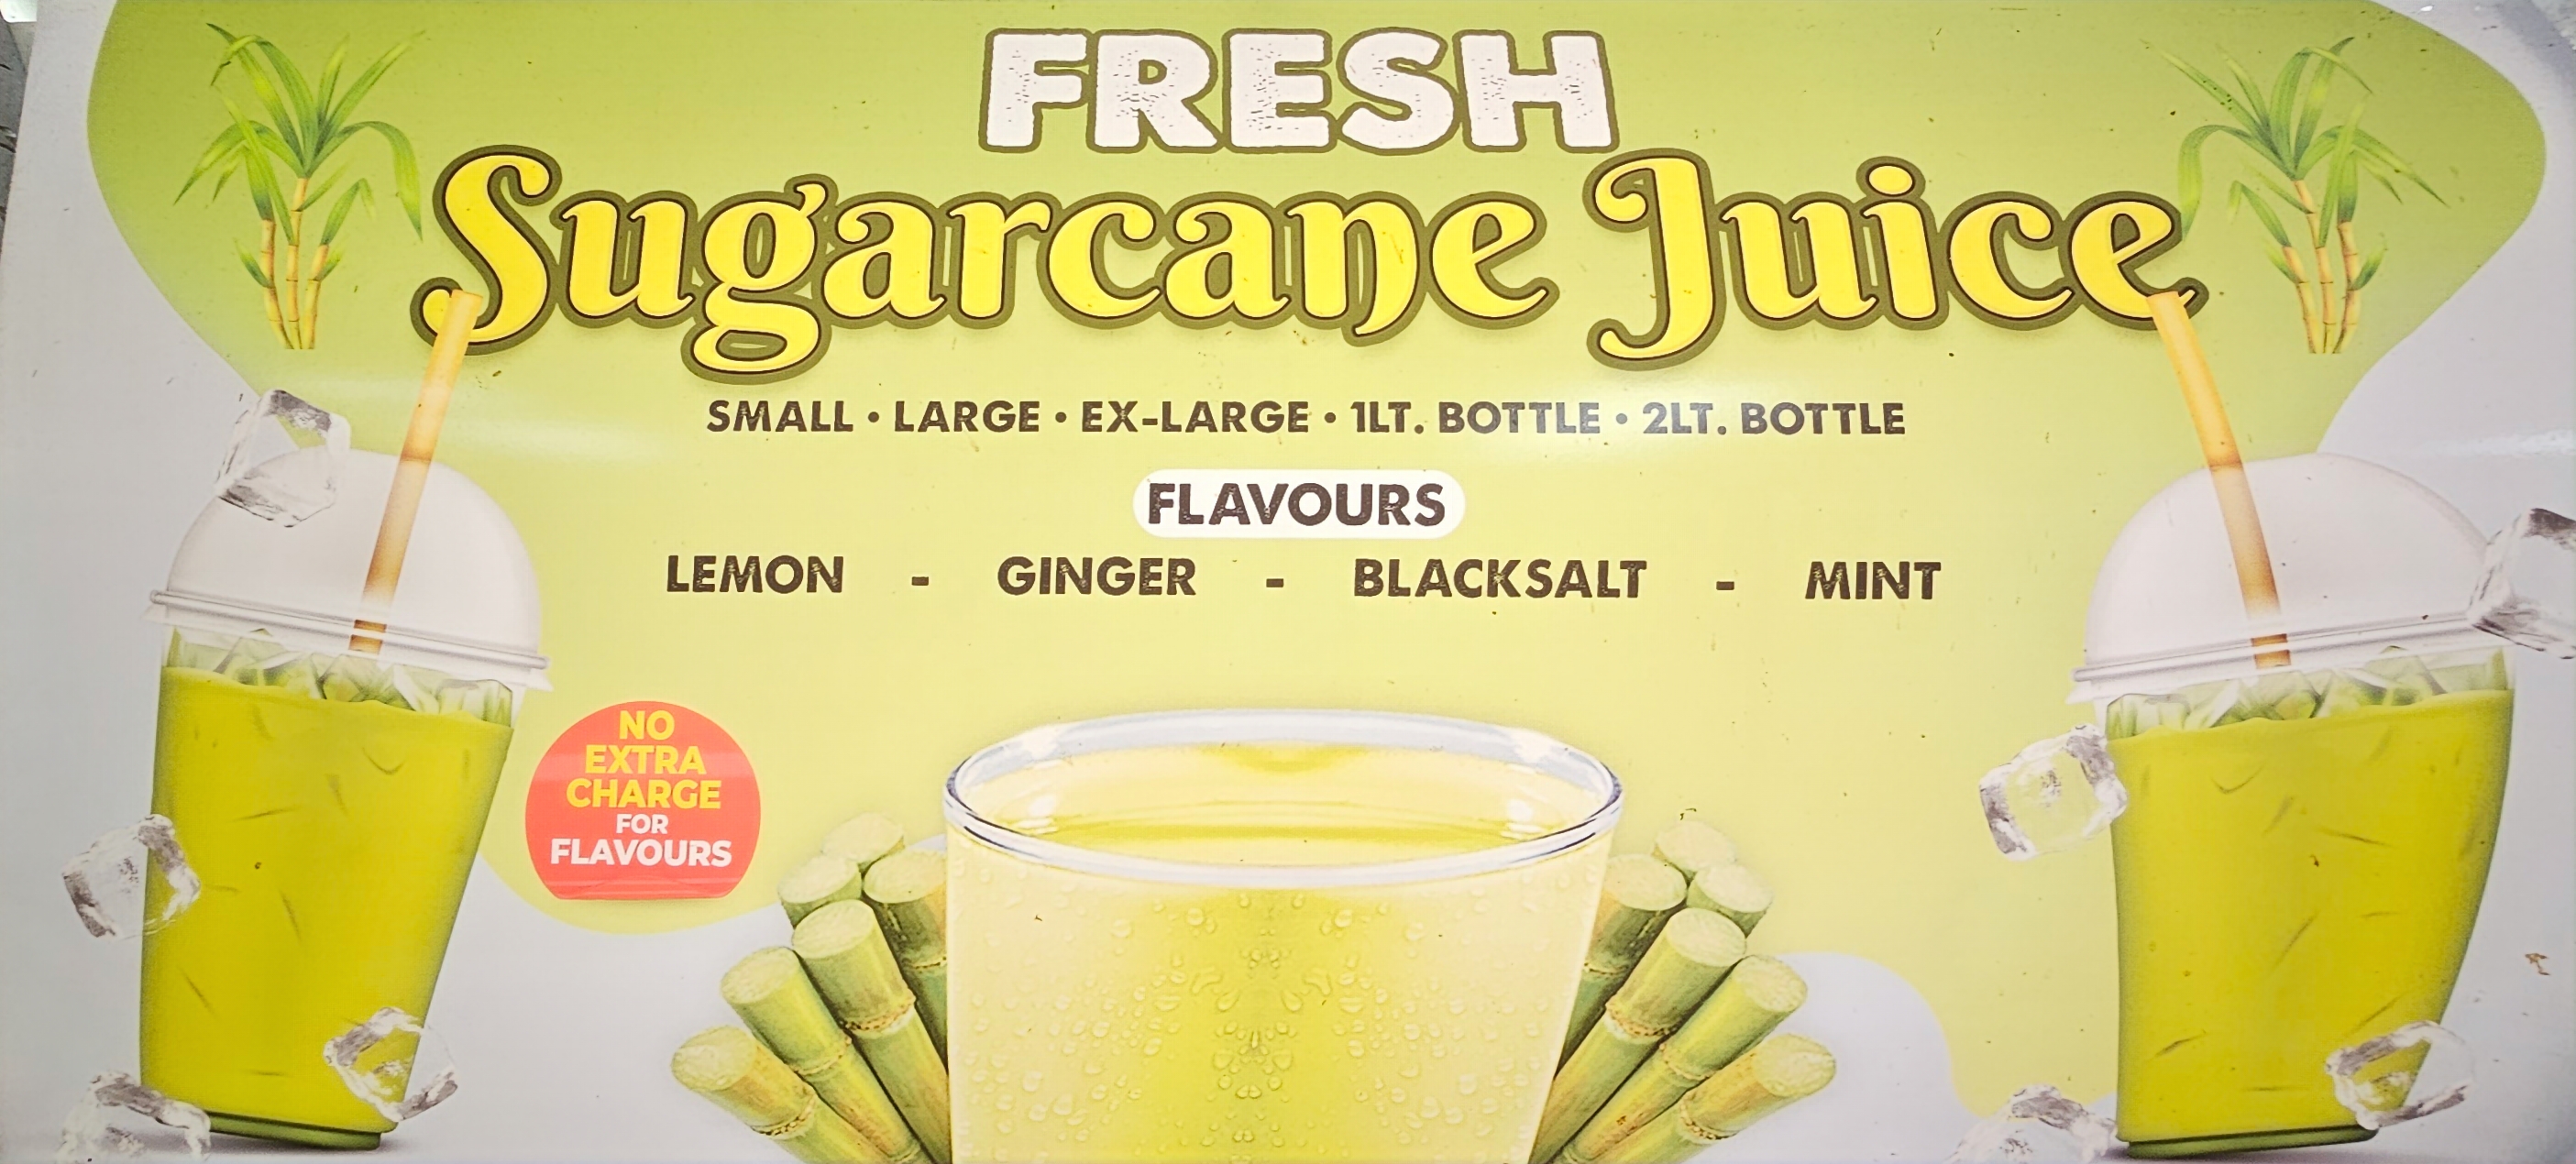 FRESH
Sugarcane Juice
SMALL • LARGE • EX-LARGE • 1LT. BOTTLE • 2LT. BOTTLE
FLAVOURS
LEMON - GINGER - BLACKSALT - MINT
NO
EXTRA
CHARGE
FOR
FLAVOURS